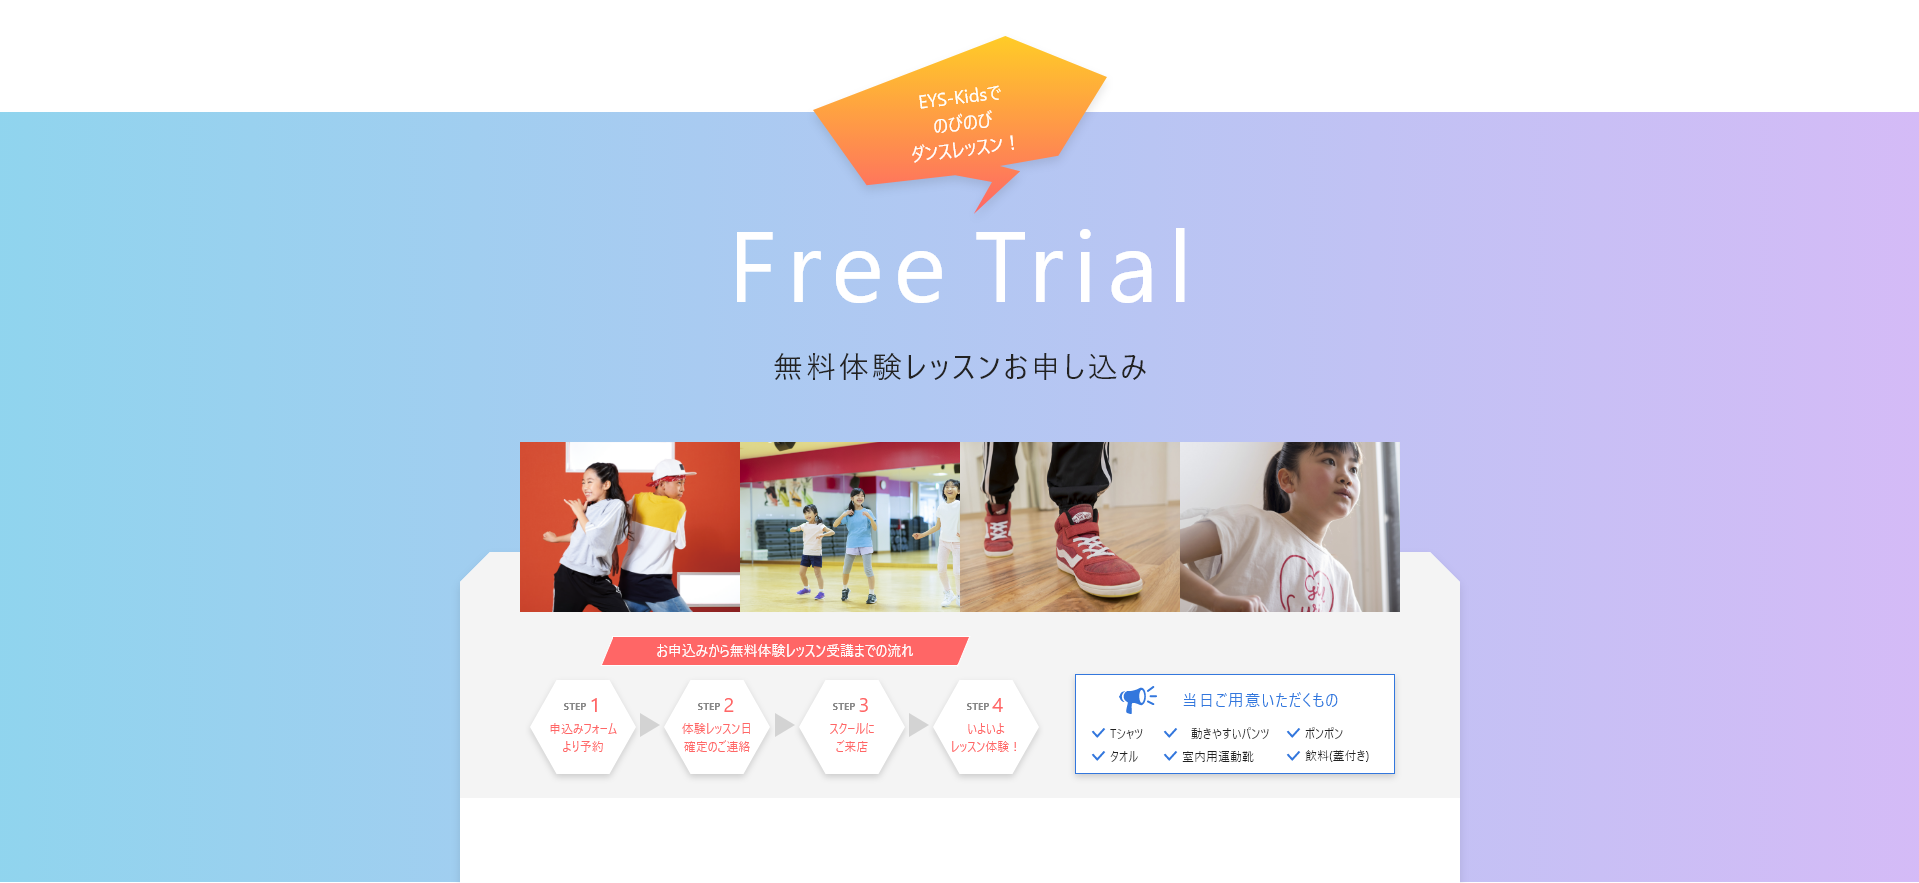 EYS-Kidsで
のびのび
ダンスレッスン！
Free Trial
無料体験レッスンお申し込み
お申込みから無料体験レッスン受講までの流れ
STEP 1
申込みフォーム
より予約
STEP 2
体験レッスン日
確定のご連絡
STEP 3
スクールに
ご来店
STEP 4
いよいよ
レッスン体験！
当日ご用意いただくもの
Tシャツ 動きやすいパンツ ポンポン
タオル 室内用運動靴 飲料(蓋付き)